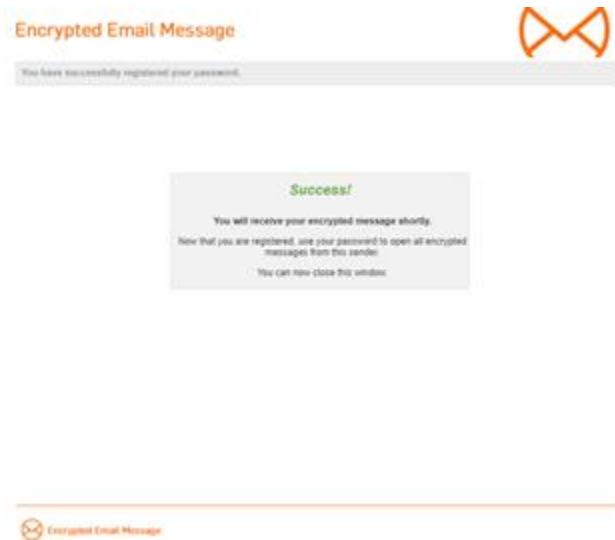 Encrypted Email Message
You have successfully registered your password.
Success!
You will receive your encrypted message shortly.
Now that you are registered, use your password to open all encrypted
messages from this sender.
You can now close this window.
Encrypted Email Message